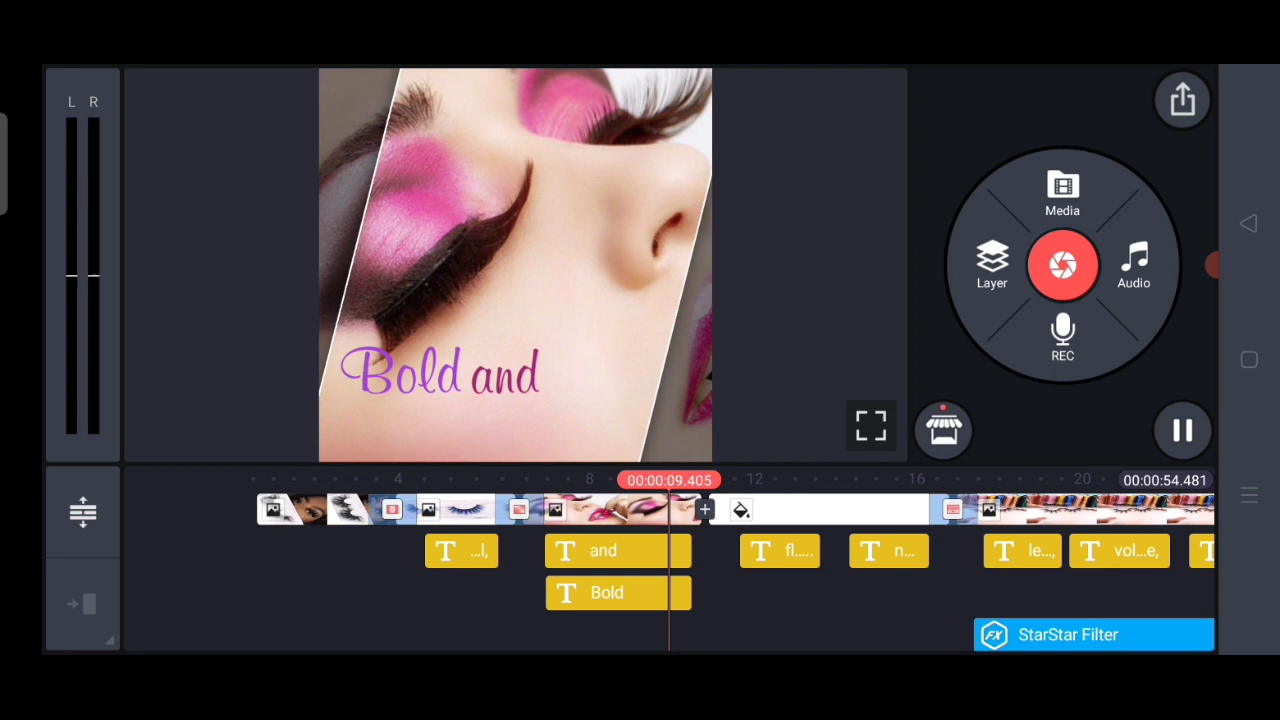 L R
Bold and
Media
Layer
Audio
REC
4
8
00:00:09.405
12
16
20
00:00:54.481
T ...l,
T and
T fl.....
T n...
T le...,
T vol...e,
T
T Bold
FX StarStar Filter